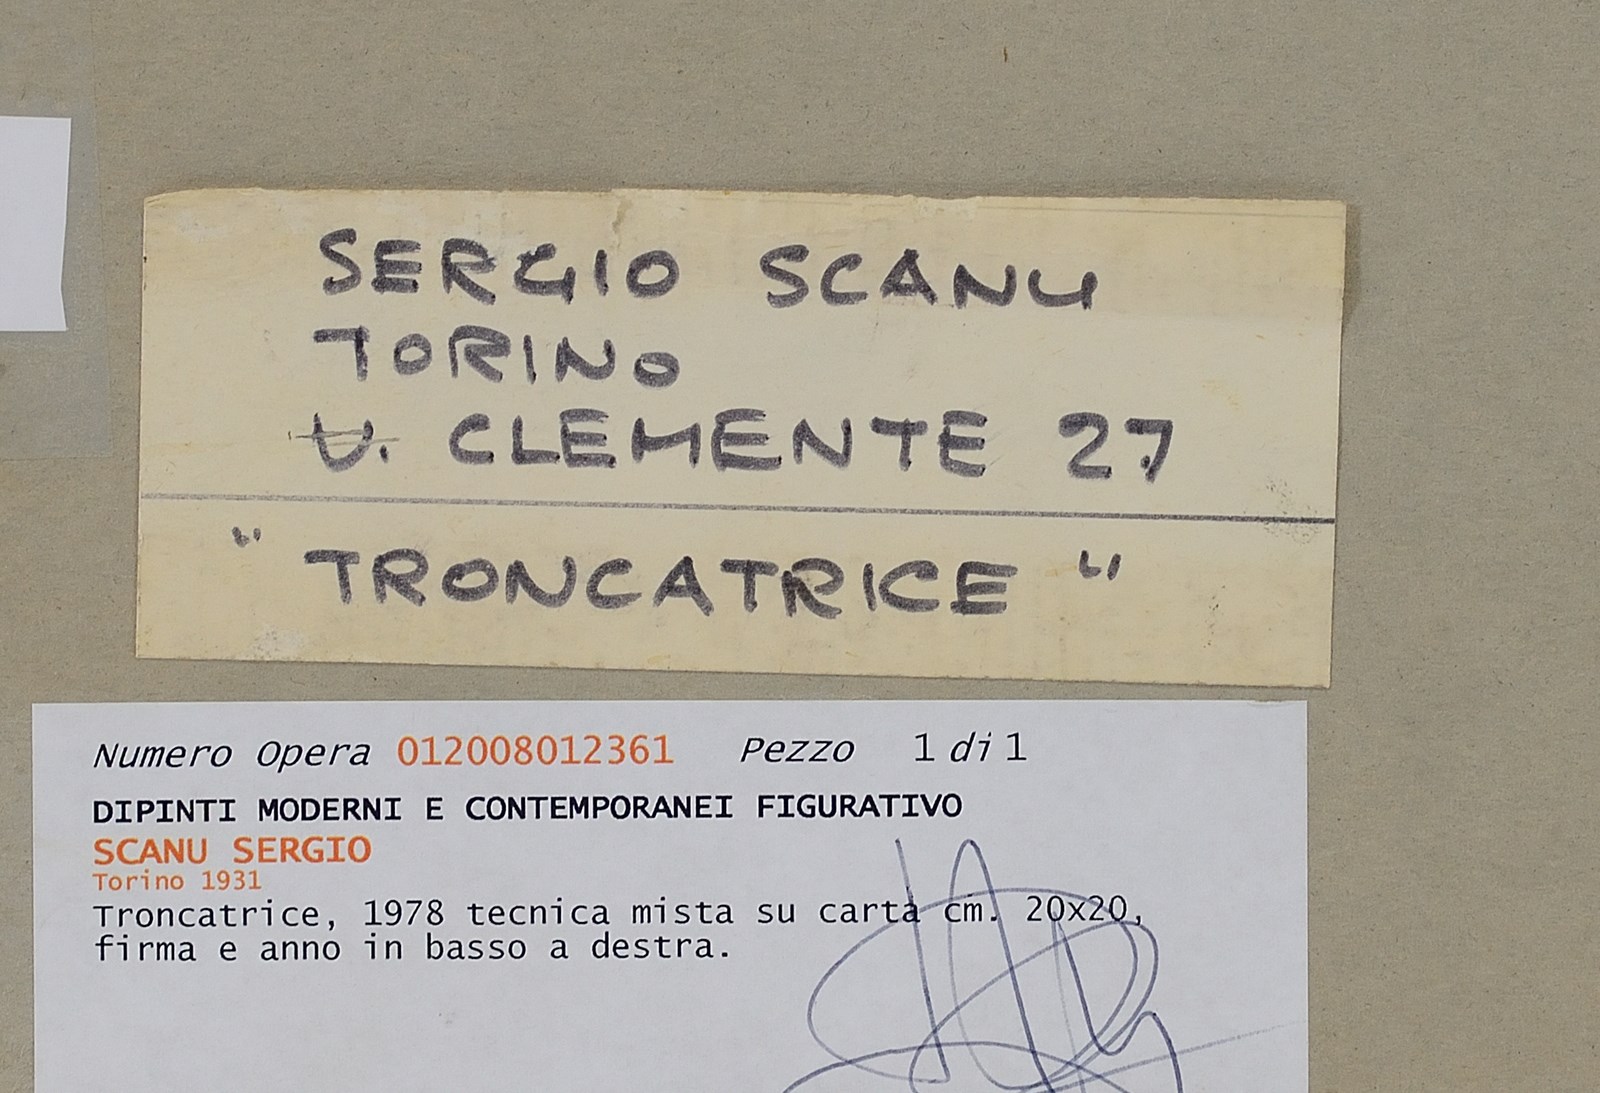 SERGIO SCANU
TORINO
V. CLEMENTE 27
"TRONCATRICE"
Numero Opera 012008012361 Pezzo 1 di 1
DIPINTI MODERNI E CONTEMPORANEI FIGURATIVO
SCANU SERGIO
Torino 1931
Troncatrice, 1978 tecnica mista su carta cm. 20x20,
firma e anno in basso a destra.